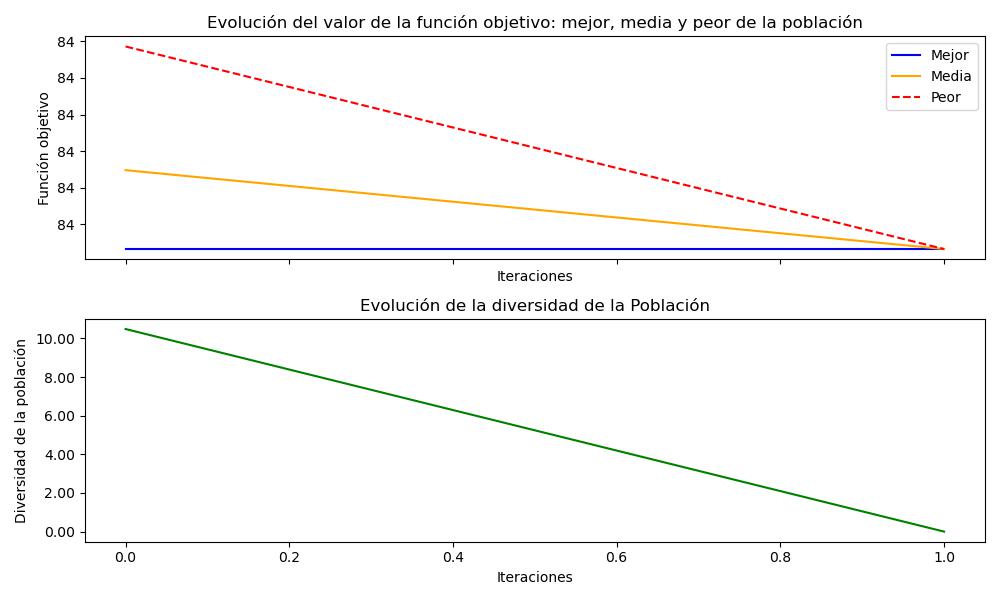 Evolución del valor de la función objetivo: mejor, media y peor de la población
84
84
84
84
84
84
Función objetivo
Mejor
Media
Peor
Iteraciones
Evolución de la diversidad de la Población
10.00
8.00
6.00
4.00
2.00
0.00
Diversidad de la población
0.0 0.2 0.4 0.6 0.8 1.0
Iteraciones